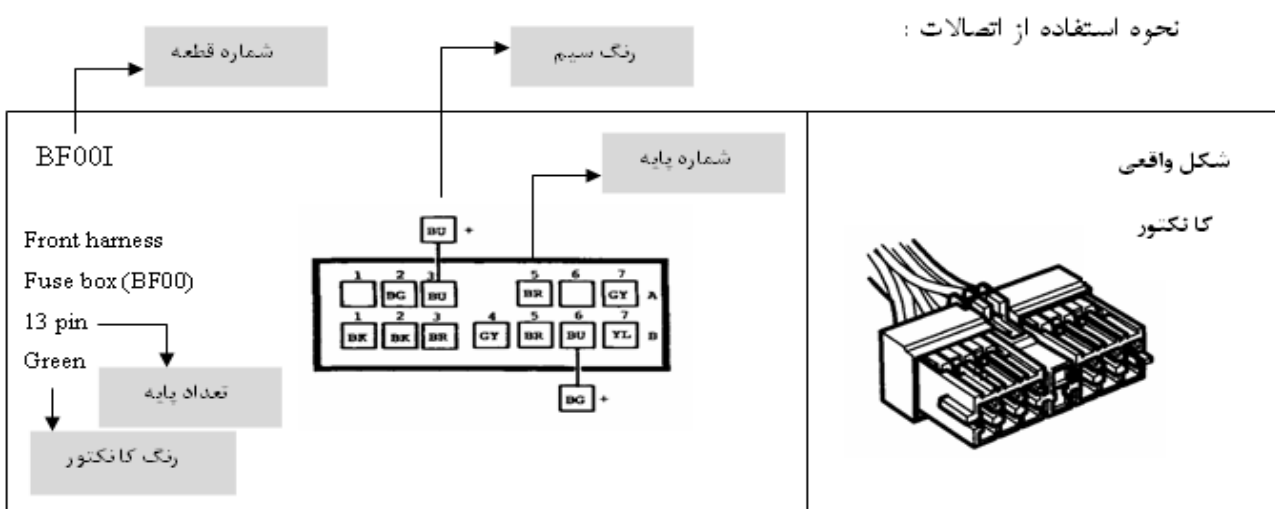 نحوه استفاده از اتصالات :
شماره قطعه
رنگ سیم
BF00I
شماره پایه
شکل واقعی
کانکتور
Front harness
Fuse box (BF00)
13 pin
Green
تعداد پایه
رنگ کانکتور
BU +
1 2 3 5 6 7
BG BU BR GY A
1 2 3 4 5 6 7
BK BK BR GY BR BU YL B
BG +